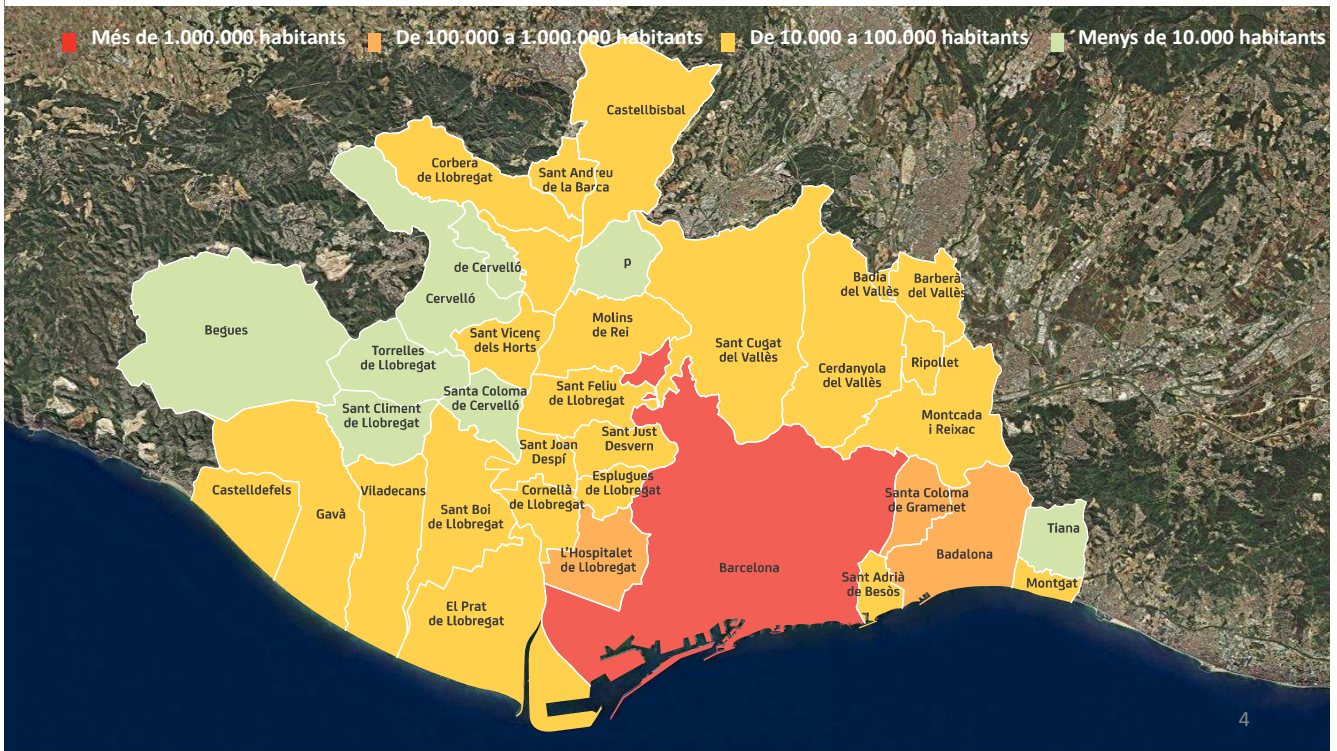 Més de 1.000.000 habitants
De 100.000 a 1.000.000 habitants
De 10.000 a 100.000 habitants
Menys de 10.000 habitants
Castellbisbal
Corbera
de Llobregat
Sant Andreu
de la Barca
de Cervelló
p
Cervelló
Badia
del Vallès
Barberà
del Vallès
Begues
Molins
de Rei
Sant Vicenç
dels Horts
Torrelles
de Llobregat
Sant Cugat
del Vallès
Cerdanyola
del Vallès
Ripollet
Santa Coloma
de Cervelló
Sant Feliu
de Llobregat
Sant Climent
de Llobregat
Montcada
i Reixac
Sant Joan
Despí
Sant Just
Desvern
Castelldefels
Gavà
Viladecans
Sant Boi
de Llobregat
Cornellà
de Llobregat
Esplugues
de Llobregat
Santa Coloma
de Gramenet
Tiana
L'Hospitalet
de Llobregat
Barcelona
Badalona
Sant Adrià
de Besòs
Montgat
El Prat
de Llobregat
4